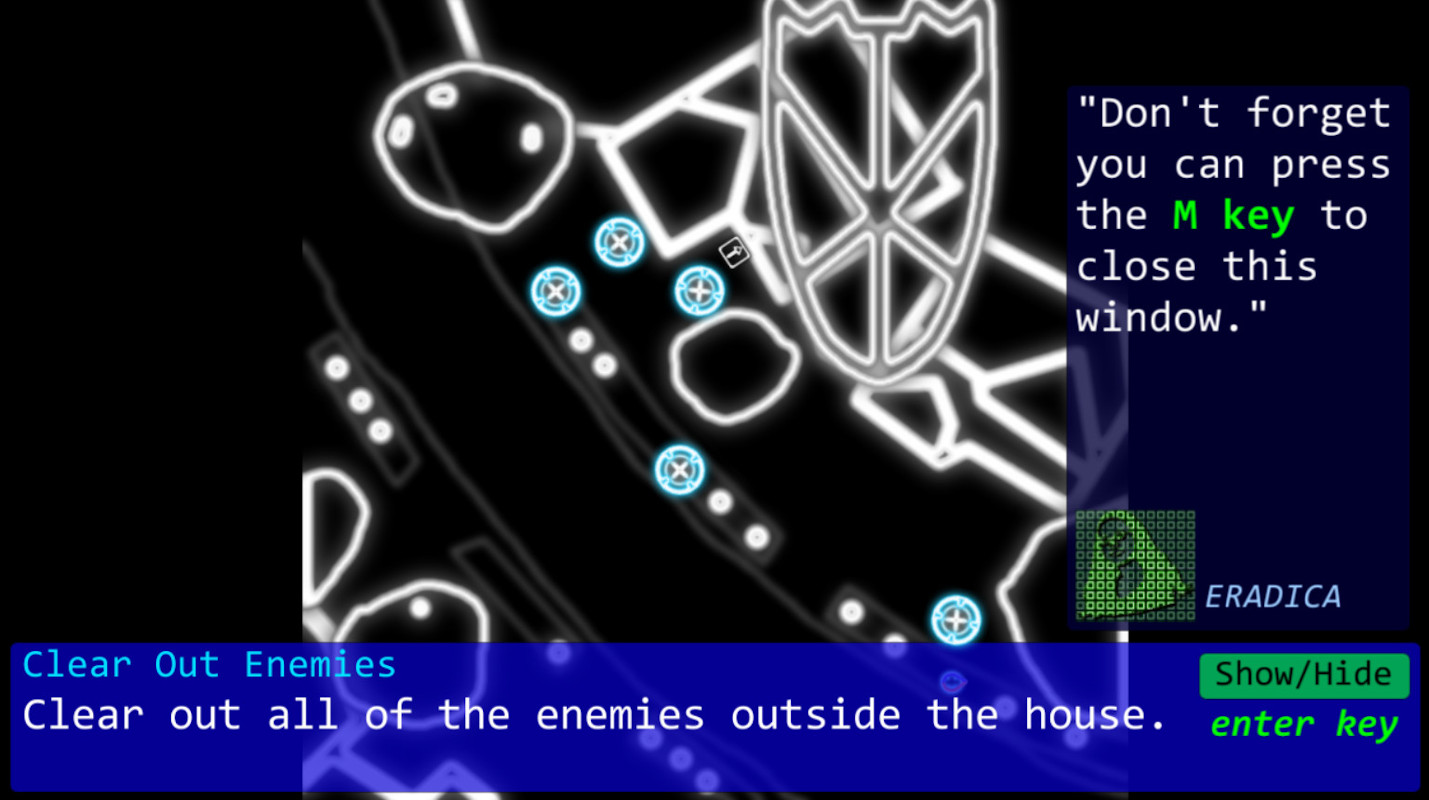 "Don't forget
you can press
the M key to
close this
window."
ERADICA
Clear Out Enemies
Show/Hide
Clear out all of the enemies outside the house.
enter key